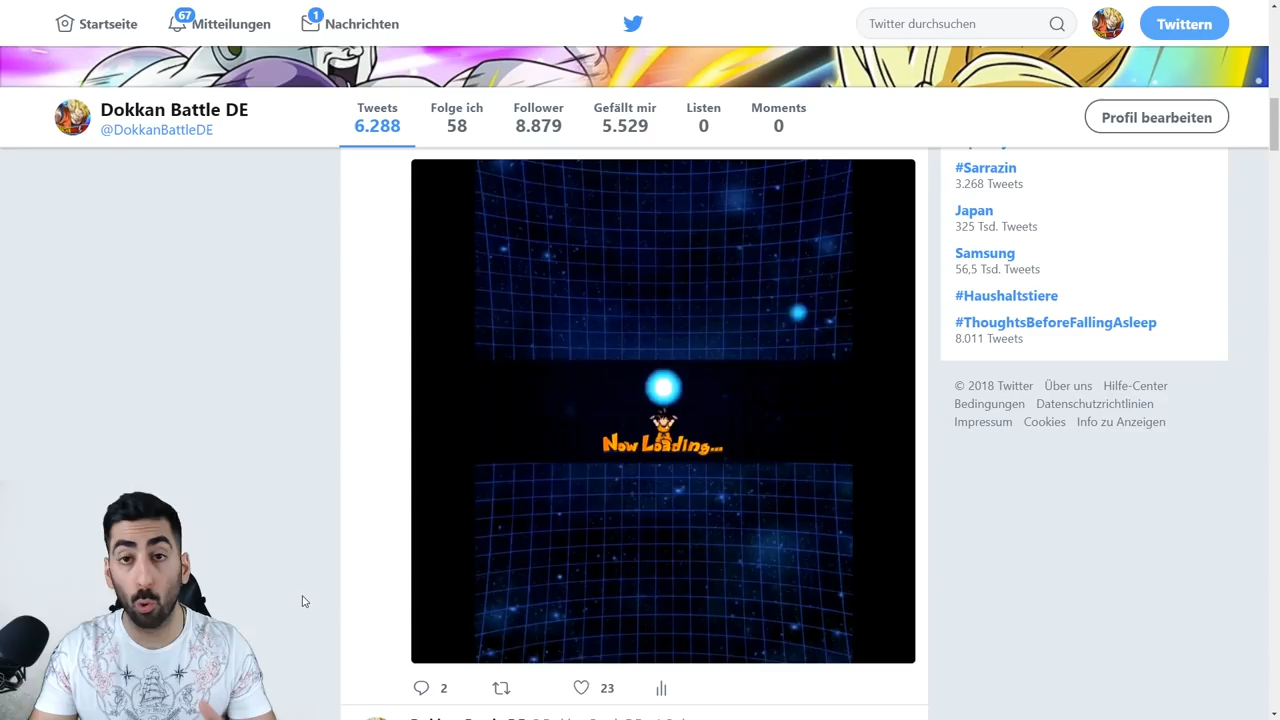 Startseite
67
Mitteilungen
1
Nachrichten
Twitter durchsuchen
Twittern
Dokkan Battle DE
@DokkanBattleDE
Tweets
6.288
Folge ich
58
Follower
8.879
Gefällt mir
5.529
Listen
0
Moments
0
Profil bearbeiten
#Sarrazin
3.268 Tweets
Japan
325 Tsd. Tweets
Samsung
56,5 Tsd. Tweets
#Haushaltstiere
#ThoughtsBeforeFallingAsleep
8.011 Tweets
© 2018 Twitter Über uns Hilfe-Center
Bedingungen Datenschutzrichtlinien
Impressum Cookies Info zu Anzeigen
Now Loading...
2
23